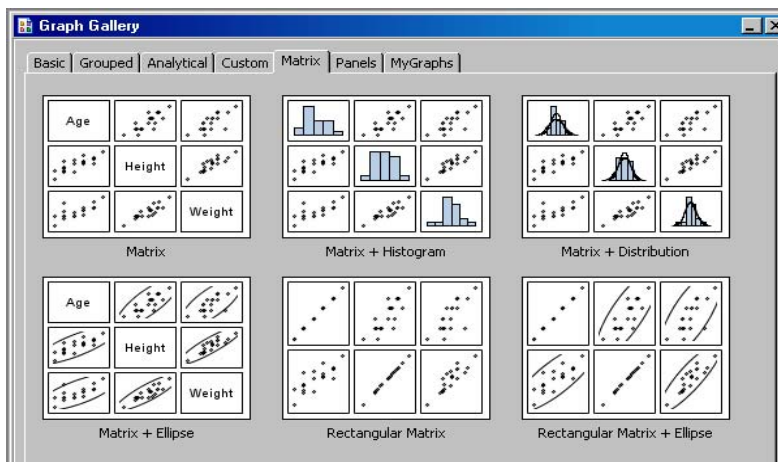 Graph Gallery
Basic Grouped Analytical Custom Matrix Panels MyGraphs
Age
Height
Weight
Matrix
Matrix + Histogram
Matrix + Distribution
Age
Height
Weight
Matrix + Ellipse
Rectangular Matrix
Rectangular Matrix + Ellipse